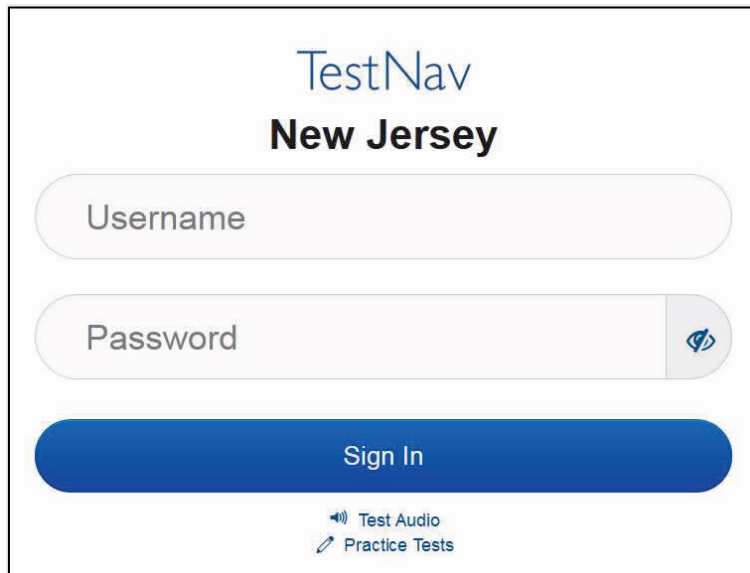 TestNav
New Jersey
Username
Password
Sign In
Test Audio
Practice Tests